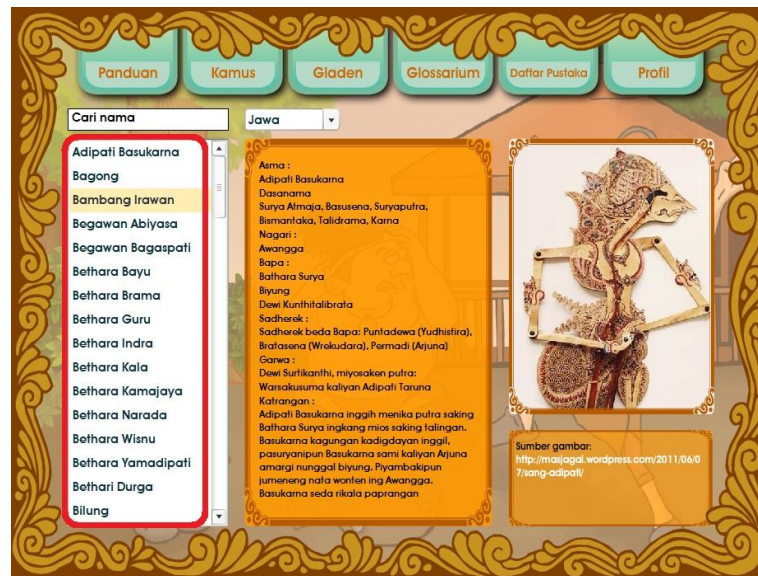 Panduan
Kamus
Gladen
Glossarium
Daftar Pustaka
Profil
Cari nama
Jawa
Adipati Basukarna
Bagong
Bambang Irawan
Begawan Abiyasa
Begawan Bagaspati
Bethara Bayu
Bethara Brama
Bethara Guru
Bethara Indra
Bethara Kala
Bethara Kamajaya
Bethara Narada
Bethara Wisnu
Bethara Yamadipati
Bethari Durga
Bilung
Asma :
Adipati Basukarna
Dasanama
Surya Atmaja, Basusena, Suryaputra,
Bismantaka, Talidrama, Karna
Nagari :
Awangga
Bapa :
Bathara Surya
Biyung
Dewi Kunthitalibrata
Sadherek :
Sadherek beda Bapa: Puntadewa (Yudhistira),
Bratasena (Wrekudara), Permadi (Arjuna)
Garwa :
Dewi Surtikanthi, miyosaken putra:
Warsakusuma kaliyan Adipati Taruna
Katrangan :
Adipati Basukarna inggih menika putra saking
Bathara Surya ingkang mios saking talingan.
Basukarna kagungan kadigdayan inggil,
pasuryanipun Basukarna sami kaliyan Arjuna
amargi nunggal biyung. Piyambakipun
jumeneng nata wonten ing Awangga.
Basukarna seda rikala paprangan
Sumber gambar:
http://masjagal.wordpress.com/2011/06/0
7/sang-adipati/